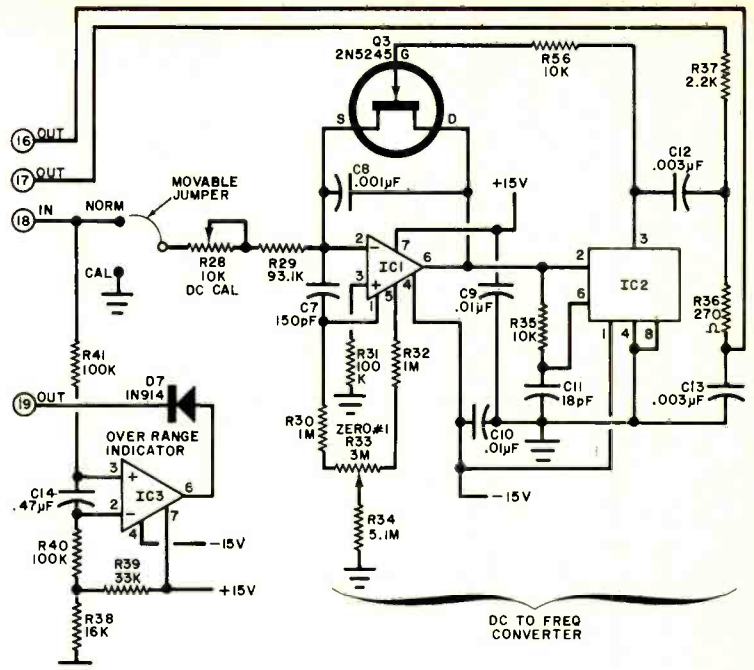 Q3
2N5245
G
S
D
R56
10K
R37
2.2K
16 OUT
17 OUT
18 IN
NORM
MOVABLE
JUMPER
CAL
R28
10K
DC CAL
R29
93.1K
C8
.001µF
C12
.003µF
+15V
2
7
IC1
6
3
1
5
4
C7
150pF
C9
.01µF
3
2
IC2
6
1
4
8
R36
270
Ω
R35
10K
R41
100K
R31
100
K
R32
1M
C11
18pF
C13
.003µF
19 OUT
D7
1N914
OVER RANGE
INDICATOR
R30
1M
ZERO#1
R33
3M
C10
.01µF
-15V
3
2
IC3
6
4
7
C14
.47µF
-15V
R34
5.1M
R40
100K
R39
33K
+15V
R38
16K
DC TO FREQ
CONVERTER